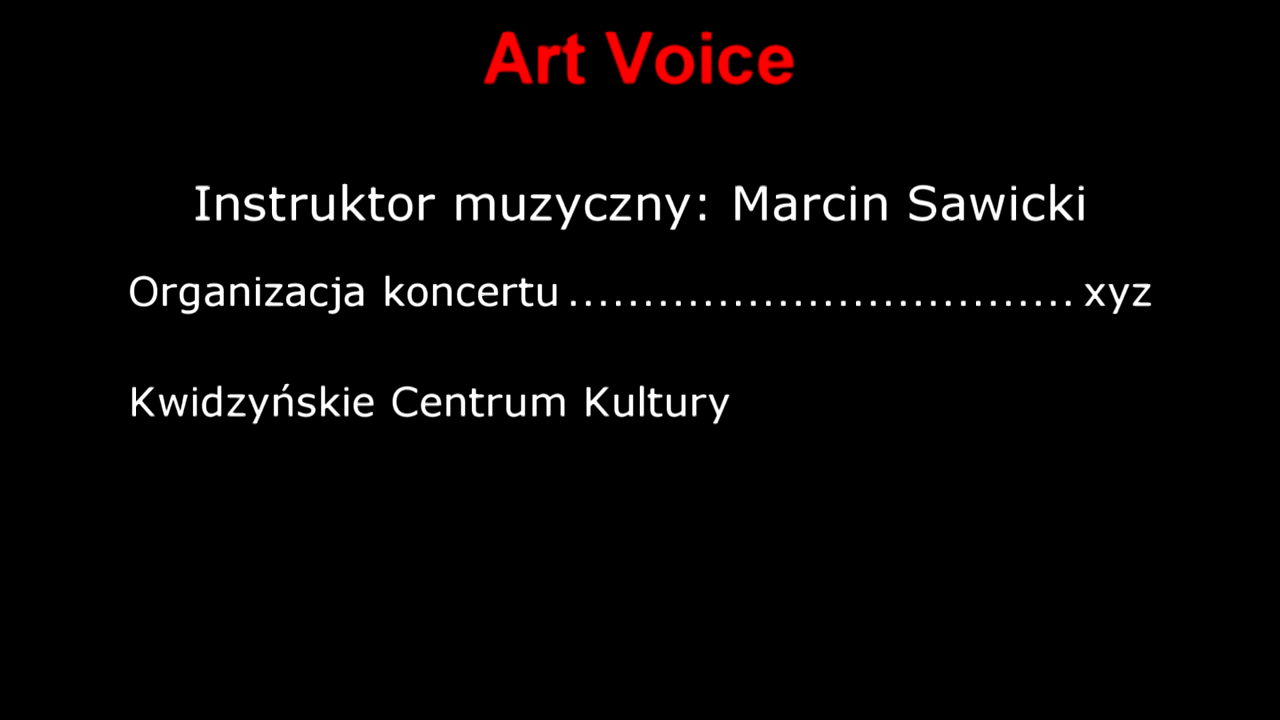 Art Voice
Instruktor muzyczny: Marcin Sawicki
Organizacja koncertu.................................. xyz
Kwidzyńskie Centrum Kultury